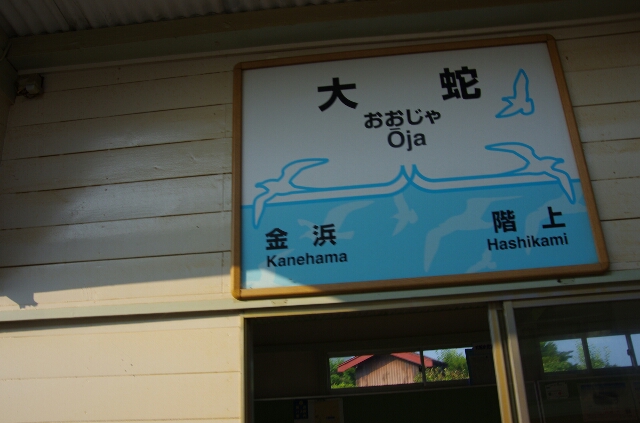 大 蛇
おおじゃ
Ōja
金 浜
Kanehama
階 上
Hashikami